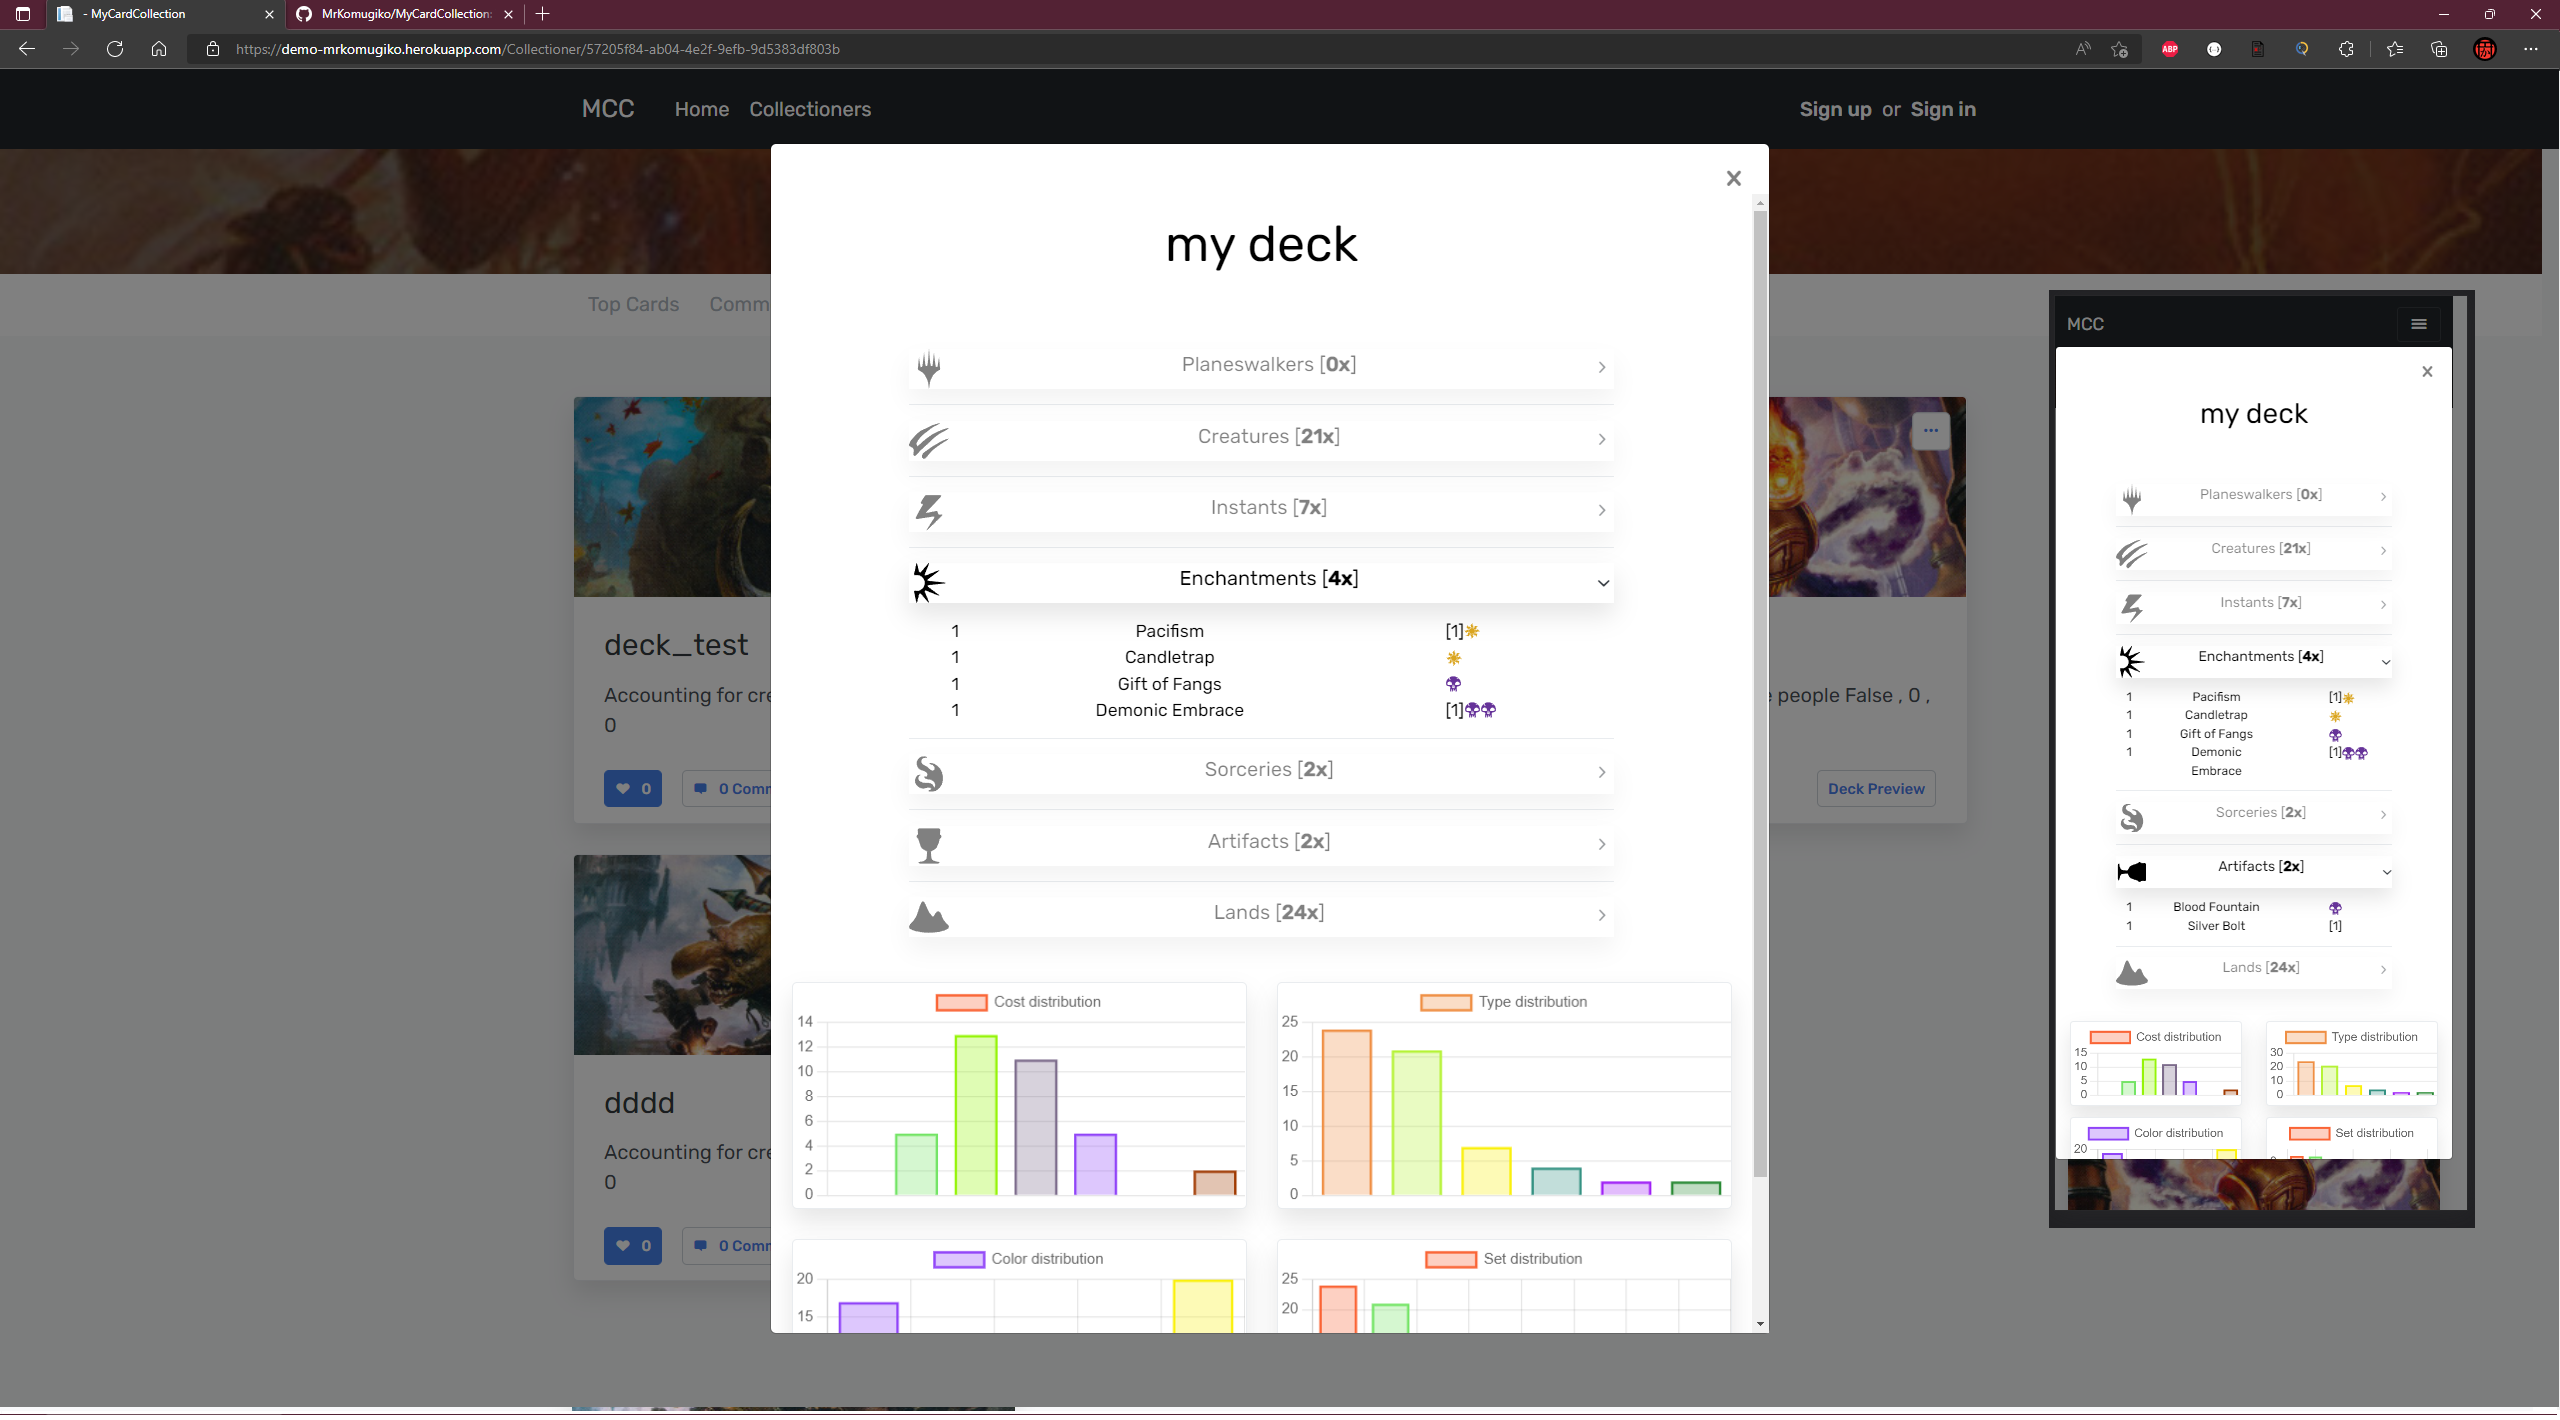 - MyCardCollection
MrKomugiko/MyCardCollection:
https://demo-mrkomugiko.herokuapp.com/Collectioner/57205f84-ab04-4e2f-9efb-9d5383df803b
ABP
MCC Home Collectioners Sign up or Sign in
my deck
Top Cards Comm
Planeswalkers [0x]
Creatures [21x]
Instants [7x]
Enchantments [4x]
1 Pacifism [1]
1 Candletrap
1 Gift of Fangs
1 Demonic Embrace [1]
Sorceries [2x]
Artifacts [2x]
Lands [24x]
Cost distribution
14
12
10
8
6
4
2
0
Type distribution
25
20
15
10
5
0
Color distribution
20
15
Set distribution
25
20
deck_test
Accounting for cre
0
0
0 Comm
dddd
Accounting for cre
0
0
0 Comm
people False , 0 ,
Deck Preview
MCC
my deck
Planeswalkers [0x]
Creatures [21x]
Instants [7x]
Enchantments [4x]
1 Pacifism [1]
1 Candletrap
1 Gift of Fangs
1 Demonic [1]
Embrace
Sorceries [2x]
Artifacts [2x]
1 Blood Fountain
1 Silver Bolt [1]
Lands [24x]
Cost distribution
15
10
5
0
Type distribution
30
20
10
0
Color distribution
20
Set distribution